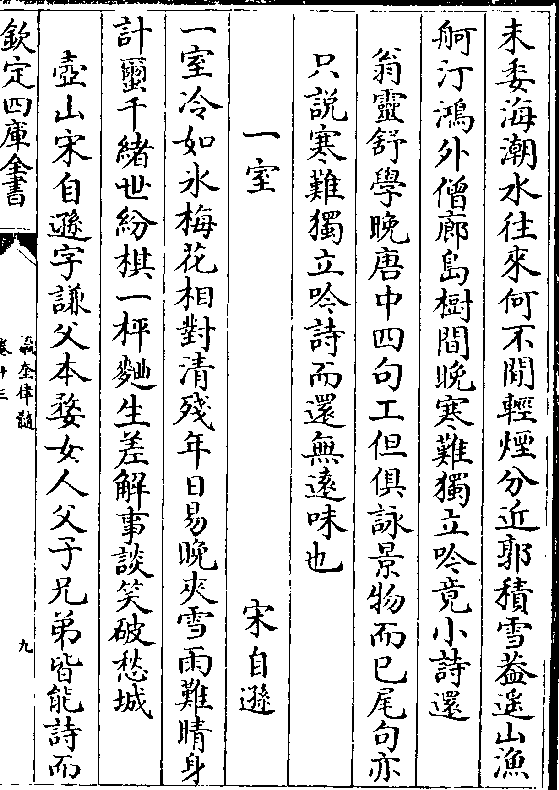 未委海潮水往來何不閒輕煙分近郭積雪葢遥山漁
舸汀鴻外僧廊島樹間晚寒難獨立吟竟小詩還
翁靈舒學晚唐中四句工但俱詠景物而已尾句亦
只説寒難獨立吟詩而還無遠味也
一室 宋自遜
一室冷如氷梅花相對清殘年日易晚夾雪雨難晴身
計蠒千緒世紛棋一枰麴生差解事談笑破愁城
壺山宋自遜字謙父本婺女人父子兄弟皆能詩而
欽定四庫全書
瀛奎律髓
卷十三
九